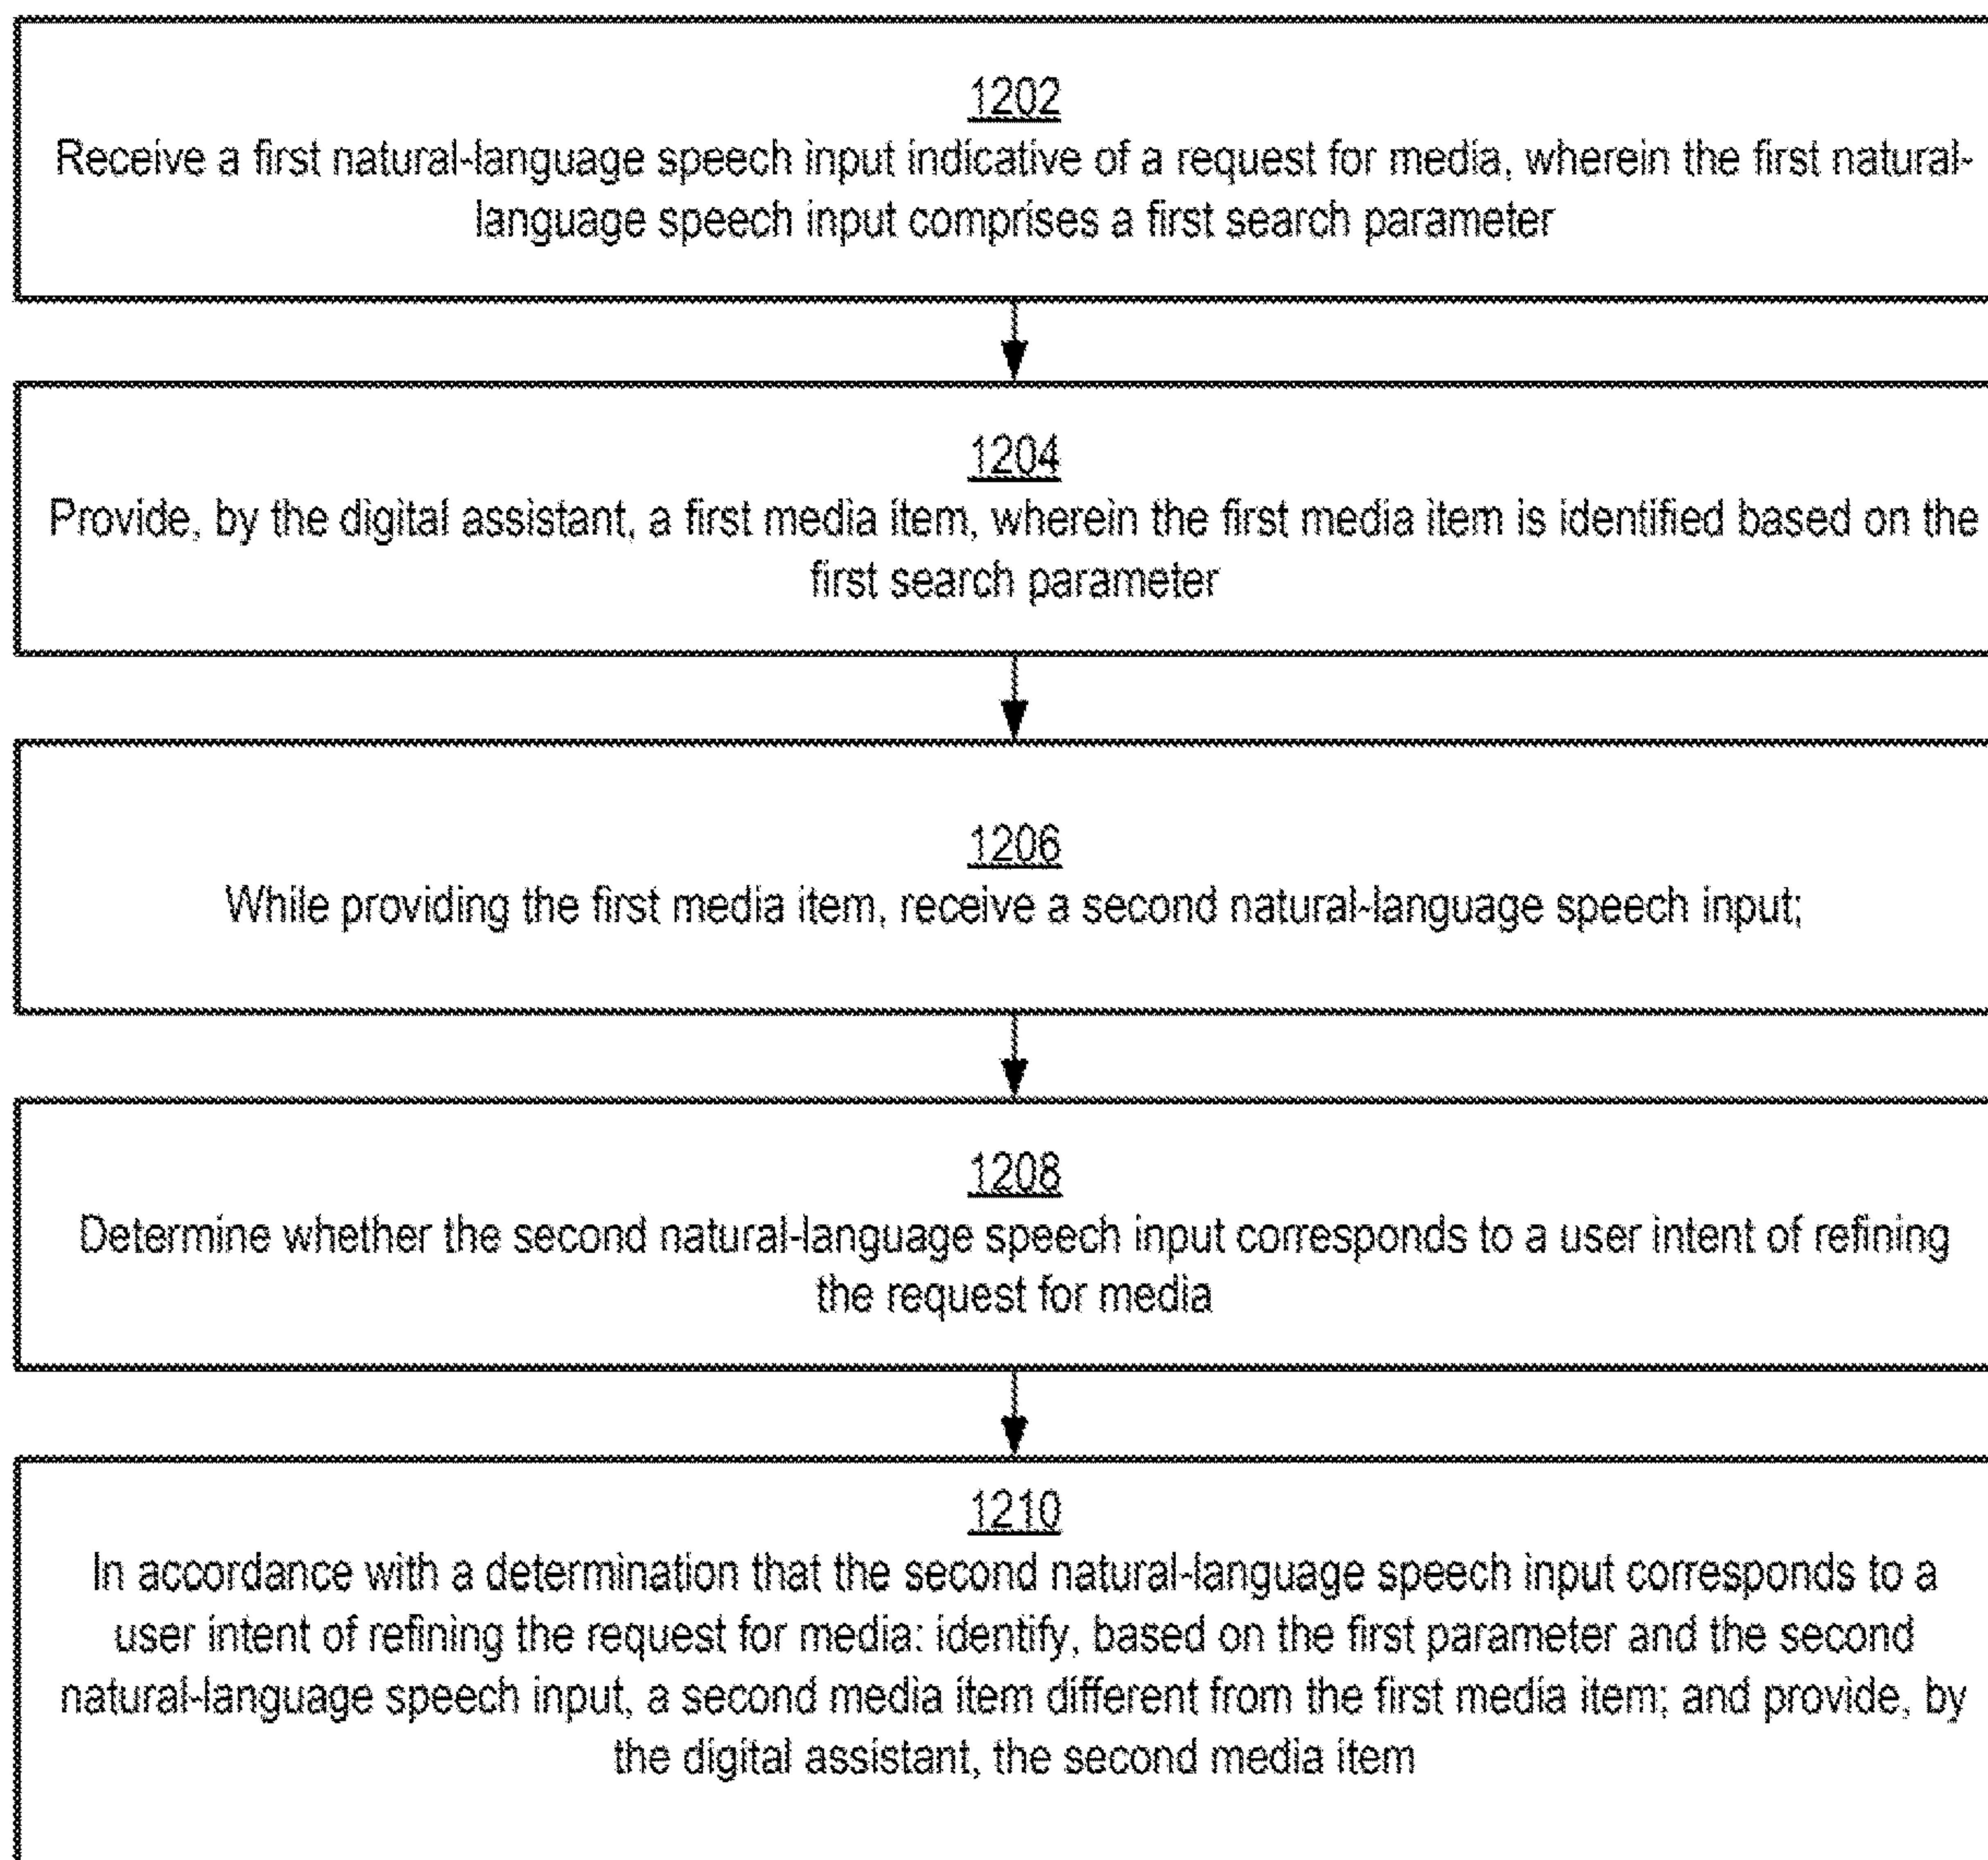 1202
Receive a first natural-language speech input indicative of a request for media, wherein the first natural-
language speech input comprises a first search parameter
1204
Provide, by the digital assistant, a first media item, wherein the first media item is identified based on the
first search parameter
1206
While providing the first media item, receive a second natural-language speech input;
1208
Determine whether the second natural-language speech input corresponds to a user intent of refining
the request for media
1210
In accordance with a determination that the second natural-language speech input corresponds to a
user intent of refining the request for media: identify, based on the first parameter and the second
natural-language speech input, a second media item different from the first media item; and provide, by
the digital assistant, the second media item